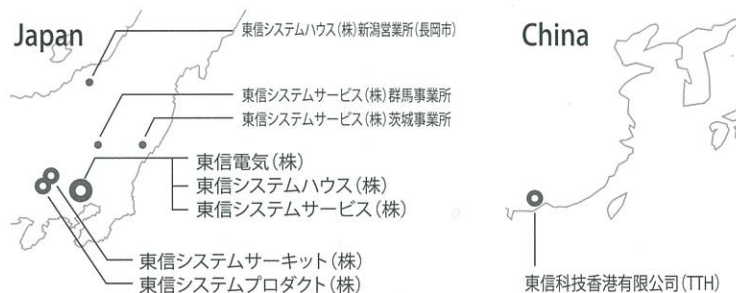 Japan
東信システムハウス(株)新潟営業所(長岡市)
東信システムサービス(株)群馬事業所
東信システムサービス(株)茨城事業所
東信電気(株)
東信システムハウス(株)
東信システムサービス(株)
東信システムサーキット(株)
東信システムプロダクト(株)
China
東信科技香港有限公司(TTH)